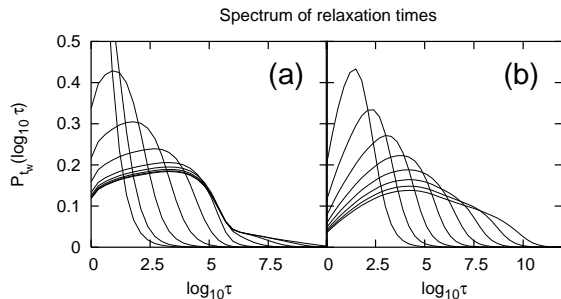 Spectrum of relaxation times
(a)
(b)
P_{t_w}(log_{10} τ)
0.5
0.4
0.3
0.2
0.1
0
0 2.5 5 7.5
0 2.5 5 7.5 10
log_{10}τ
log_{10}τ